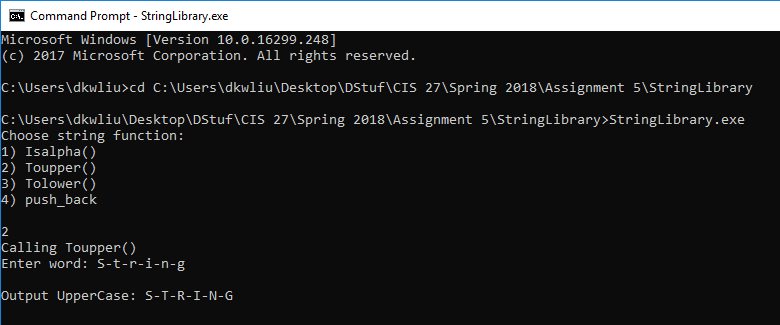 Command Prompt - StringLibrary.exe
Microsoft Windows [Version 10.0.16299.248]
(c) 2017 Microsoft Corporation. All rights reserved.
C:\Users\dkwliu>cd C:\Users\dkwliu\Desktop\DStuf\CIS 27\Spring 2018\Assignment 5\StringLibrary
C:\Users\dkwliu\Desktop\DStuf\CIS 27\Spring 2018\Assignment 5\StringLibrary>StringLibrary.exe
Choose string function:
1) Isalpha()
2) Toupper()
3) Tolower()
4) push_back
2
Calling Toupper()
Enter word: S-t-r-i-n-g
Output UpperCase: S-T-R-I-N-G